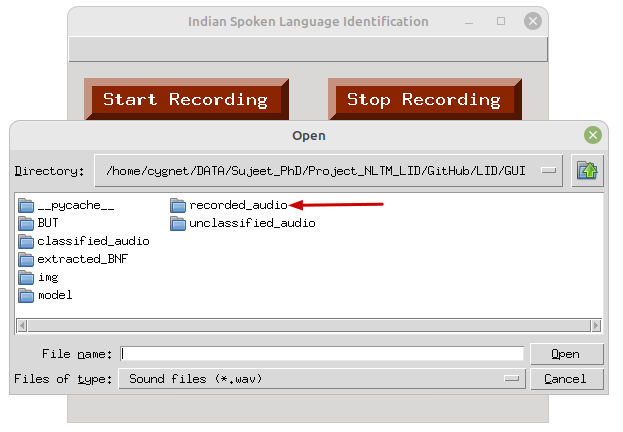 Indian Spoken Language Identification
Start Recording Stop Recording
Open
Directory: /home/cygnet/DATA/Sujeet_PhD/Project_NLTM_LID/GitHub/LID/GUI
__pycache__ recorded_audio
BUT unclassified_audio
classified_audio
extracted_BNF
img
model
File name: Open
Files of type: Sound files (*.wav) Cancel